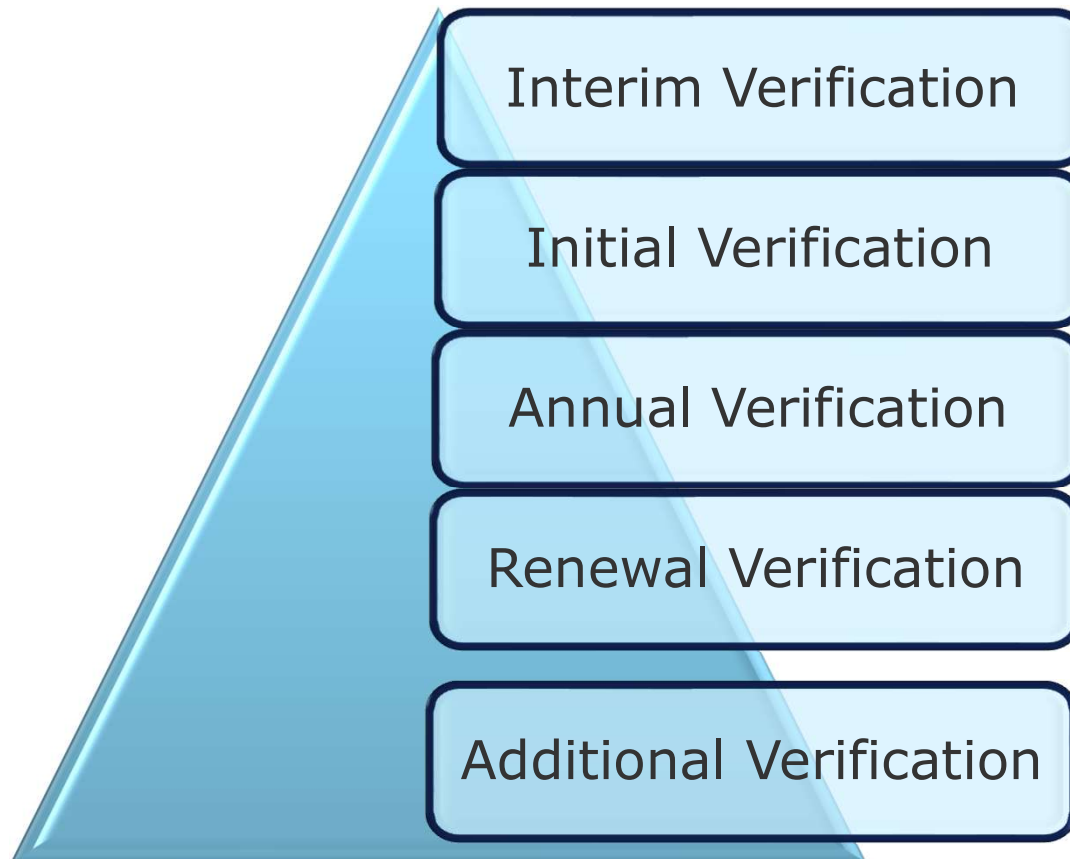 Interim Verification
Initial Verification
Annual Verification
Renewal Verification
Additional Verification